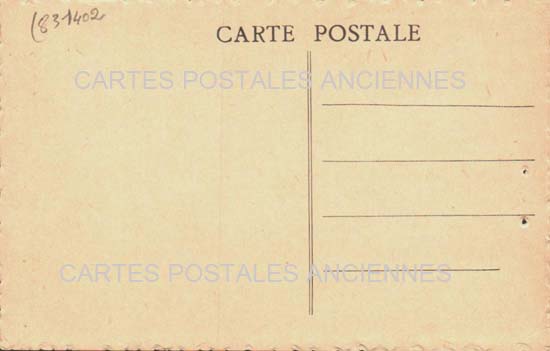 (831402
CARTE POSTALE
CARTES POSTALES ANCIENNES
CARTES POSTALES ANCIENNES